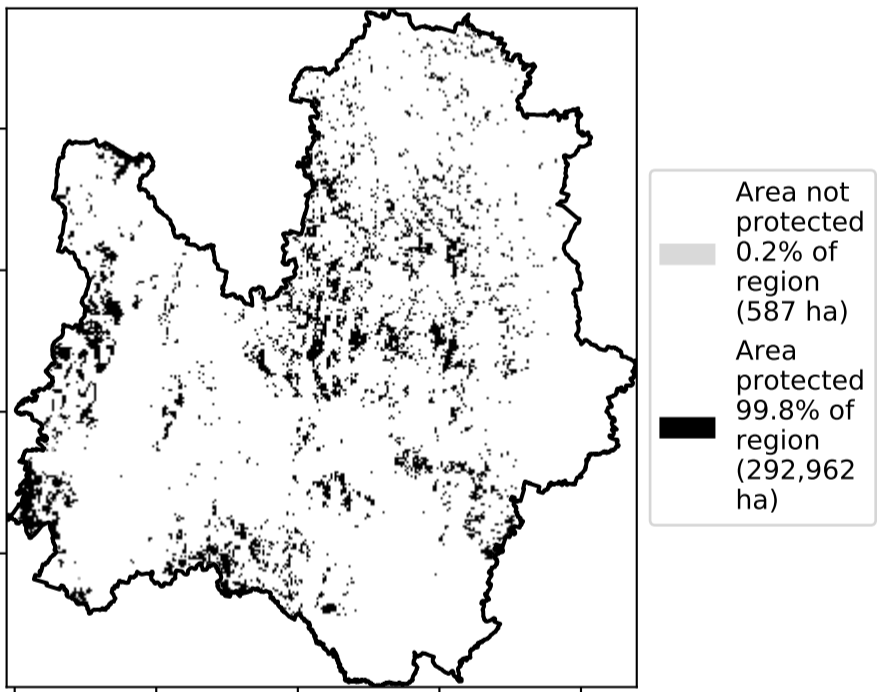 Area not
protected
0.2% of
region
(587 ha)
Area
protected
99.8% of
region
(292,962
ha)